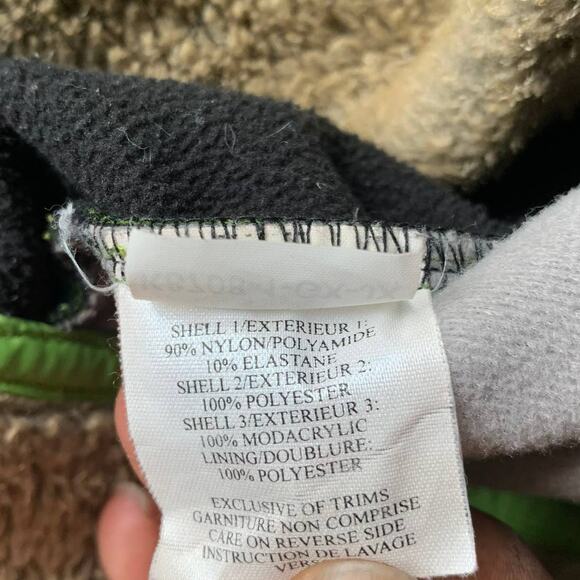 SHELL 1/EXTERIEUR 1:
90% NYLON/POLYAMIDE
10% ELASTANE
SHELL 2/EXTERIEUR 2:
100% POLYESTER
SHELL 3/EXTERIEUR 3:
100% MODACRYLIC
LINING/DOUBLURE:
100% POLYESTER
EXCLUSIVE OF TRIMS
GARNITURE NON COMPRISE
CARE ON REVERSE SIDE
INSTRUCTION DE LAVAGE